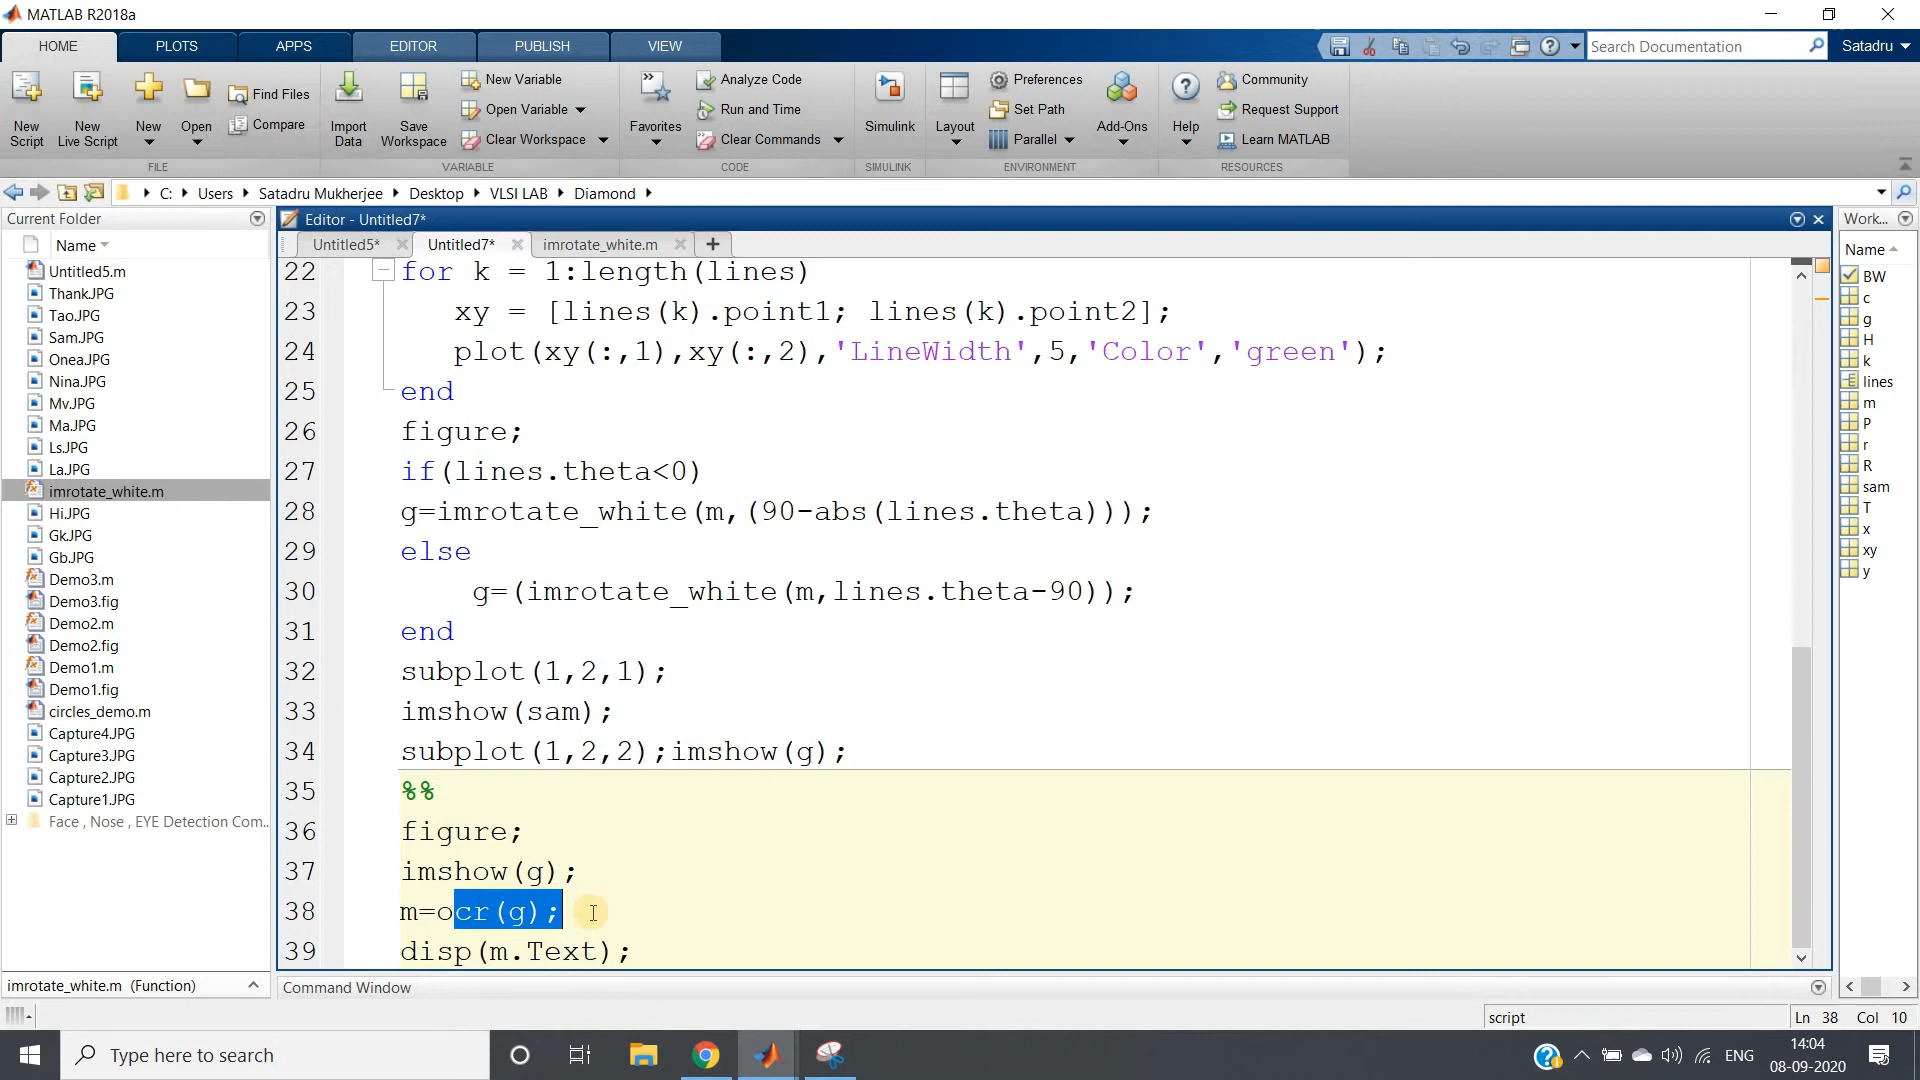 MATLAB R2018a
HOME PLOTS APPS EDITOR PUBLISH VIEW Search Documentation Satadru
New Script New Live Script New Open Find Files Compare Import Data Save Workspace New Variable Open Variable Clear Workspace Favorites Analyze Code Run and Time Clear Commands Simulink Layout Preferences Set Path Parallel Add-Ons Help Community Request Support Learn MATLAB
FILE VARIABLE CODE SIMULINK ENVIRONMENT RESOURCES
C: Users Satadru Mukherjee Desktop VLSI LAB Diamond
Current Folder
Name
Untitled5.m
Thank.JPG
Tao.JPG
Sam.JPG
Onea.JPG
Nina.JPG
Mv.JPG
Ma.JPG
Ls.JPG
La.JPG
imrotate_white.m
Hi.JPG
Gk.JPG
Gb.JPG
Demo3.m
Demo3.fig
Demo2.m
Demo2.fig
Demo1.m
Demo1.fig
circles_demo.m
Capture4.JPG
Capture3.JPG
Capture2.JPG
Capture1.JPG
Face , Nose , EYE Detection Com...
imrotate_white.m (Function)
Editor - Untitled7*
Untitled5* Untitled7* imrotate_white.m
22 for k = 1:length(lines)
23 xy = [lines(k).point1; lines(k).point2];
24 plot(xy(:,1),xy(:,2),'LineWidth',5,'Color','green');
25 end
26 figure;
27 if(lines.theta<0)
28 g=imrotate_white(m,(90-abs(lines.theta)));
29 else
30 g=(imrotate_white(m,lines.theta-90));
31 end
32 subplot(1,2,1);
33 imshow(sam);
34 subplot(1,2,2);imshow(g);
35 %%
36 figure;
37 imshow(g);
38 m=ocr(g);
39 disp(m.Text);
Command Window
Work...
Name
BW
c
g
H
k
lines
m
P
r
R
sam
T
x
xy
y
script Ln 38 Col 10
Type here to search
ENG
14:04
08-09-2020